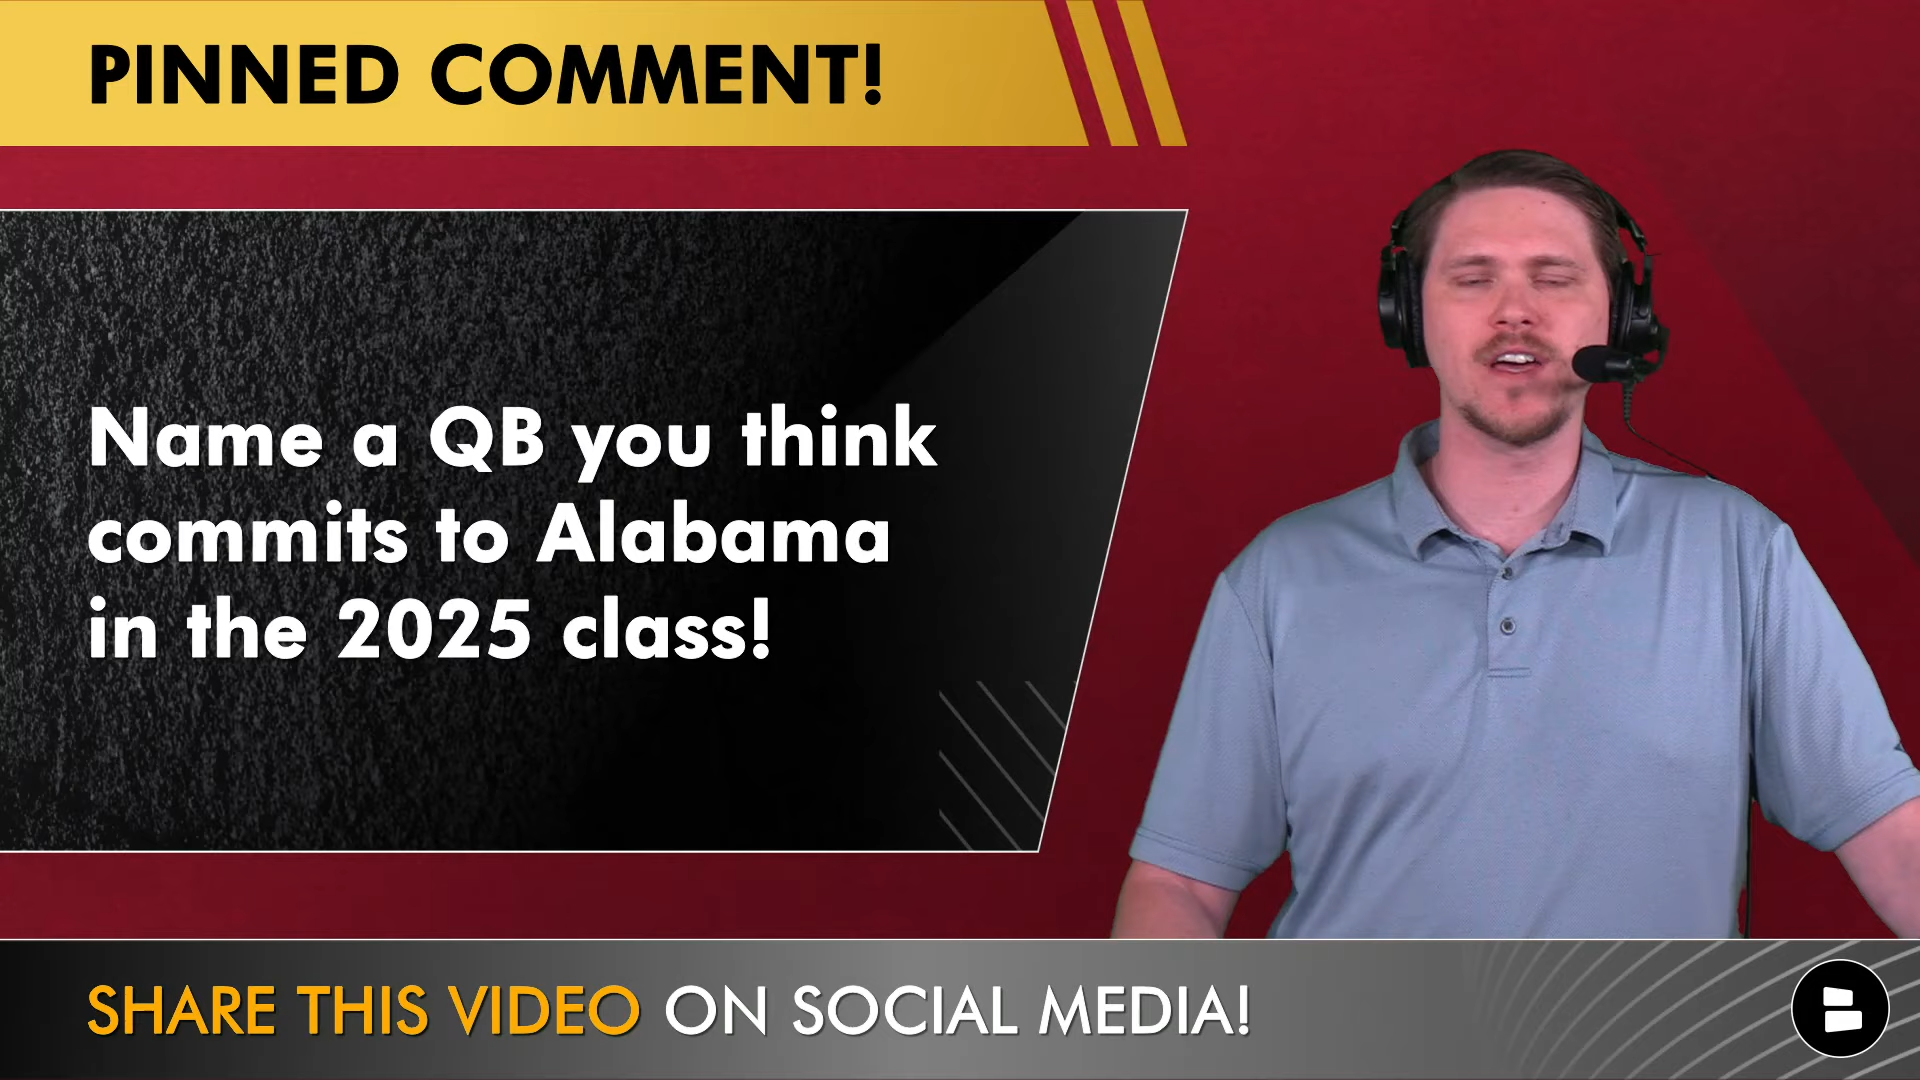 PINNED COMMENT!
Name a QB you think
commits to Alabama
in the 2025 class!
SHARE THIS VIDEO ON SOCIAL MEDIA!